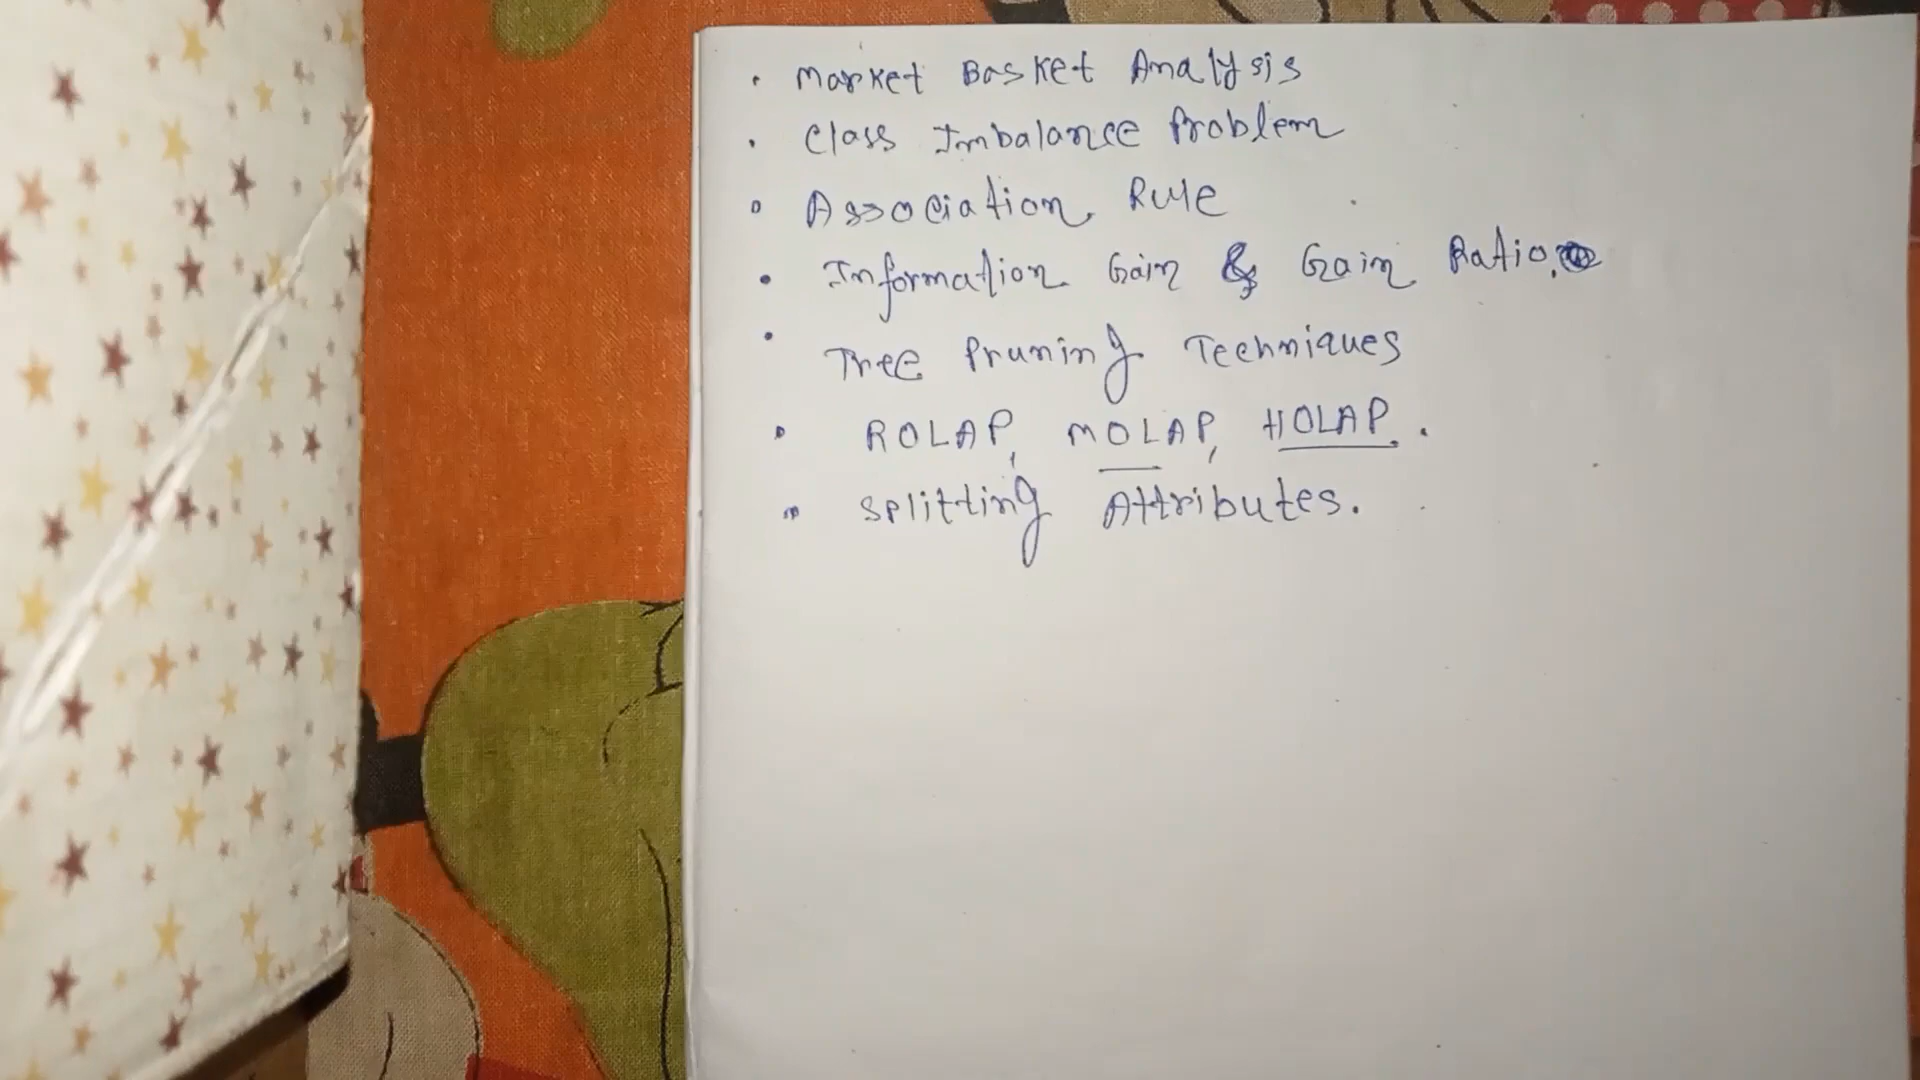 • Market Basket Analysis
• Class Imbalance Problem
• Association Rule
• Information Gain & Gain Ratio.
• Tree Pruning Techniques
• ROLAP, MOLAP, HOLAP.
• Splitting Attributes.